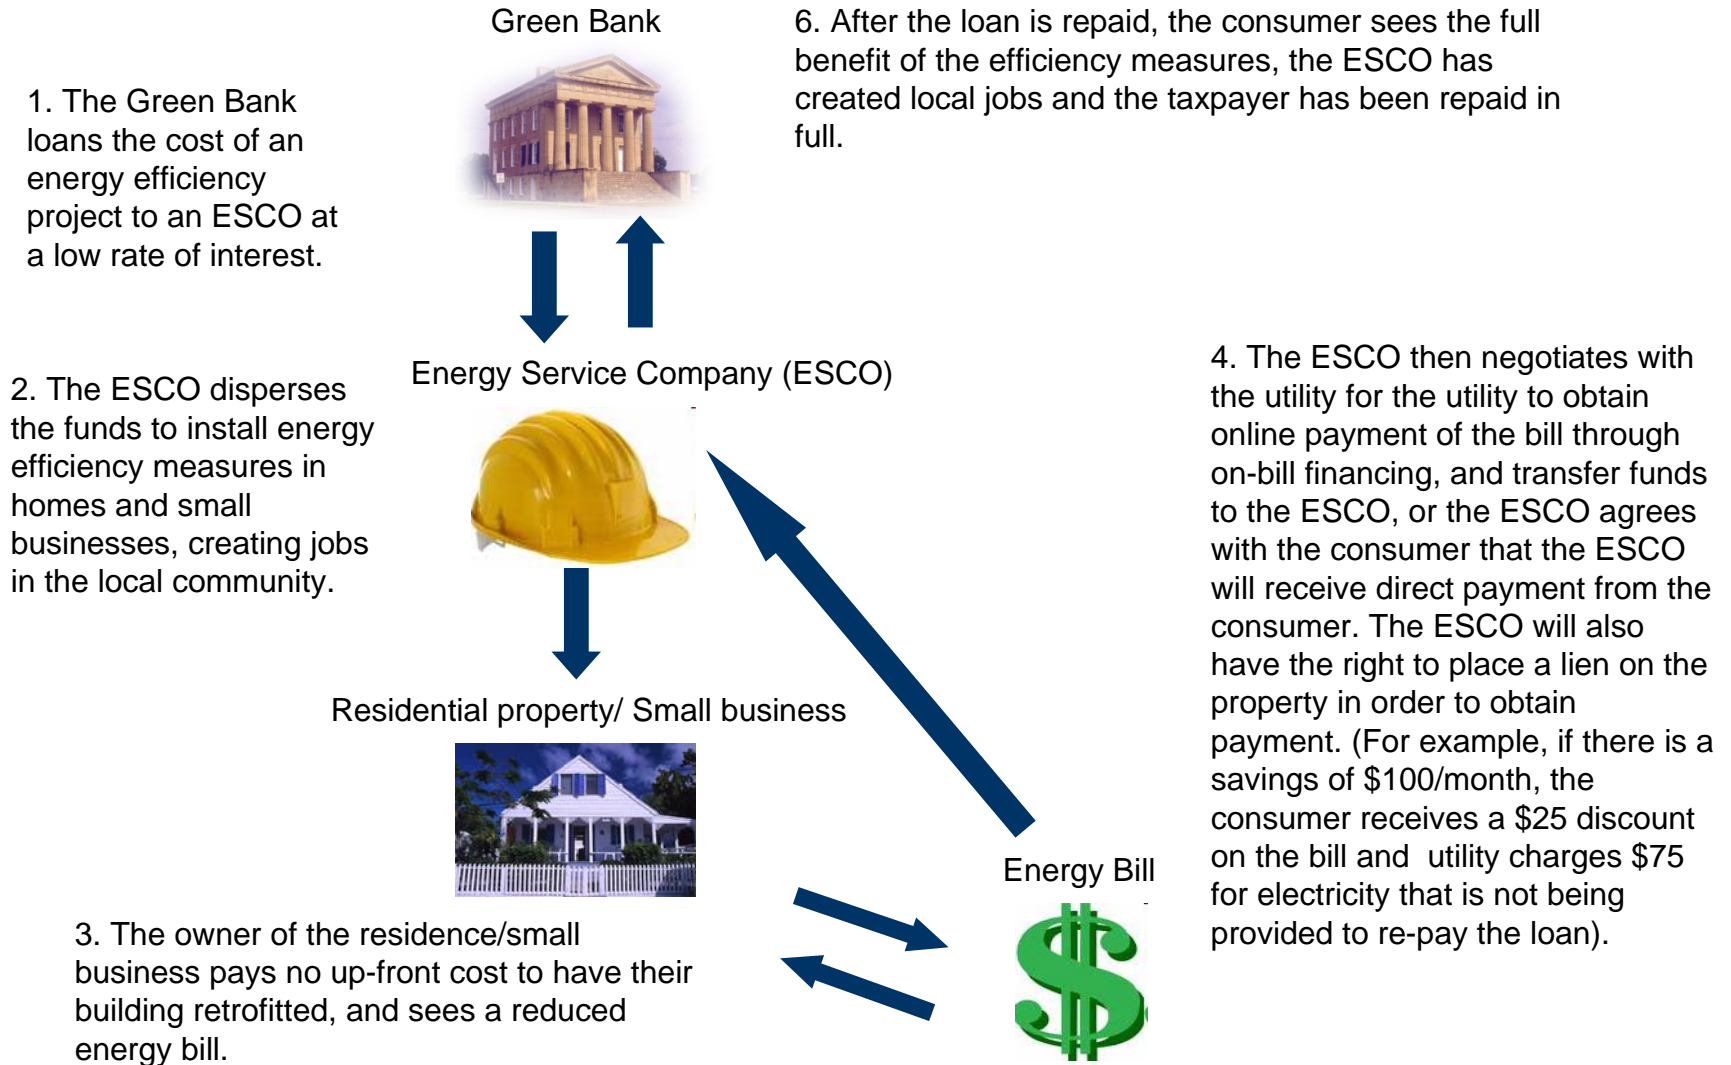 Green Bank
6. After the loan is repaid, the consumer sees the full
benefit of the efficiency measures, the ESCO has
created local jobs and the taxpayer has been repaid in
full.
1. The Green Bank
loans the cost of an
energy efficiency
project to an ESCO at
a low rate of interest.
Energy Service Company (ESCO)
2. The ESCO disperses
the funds to install energy
efficiency measures in
homes and small
businesses, creating jobs
in the local community.
4. The ESCO then negotiates with
the utility for the utility to obtain
online payment of the bill through
on-bill financing, and transfer funds
to the ESCO, or the ESCO agrees
with the consumer that the ESCO
will receive direct payment from the
consumer. The ESCO will also
have the right to place a lien on the
property in order to obtain
payment. (For example, if there is a
savings of $100/month, the
consumer receives a $25 discount
on the bill and  utility charges $75
for electricity that is not being
provided to re-pay the loan).
Residential property/ Small business
Energy Bill
$
3. The owner of the residence/small
business pays no up-front cost to have their
building retrofitted, and sees a reduced
energy bill.